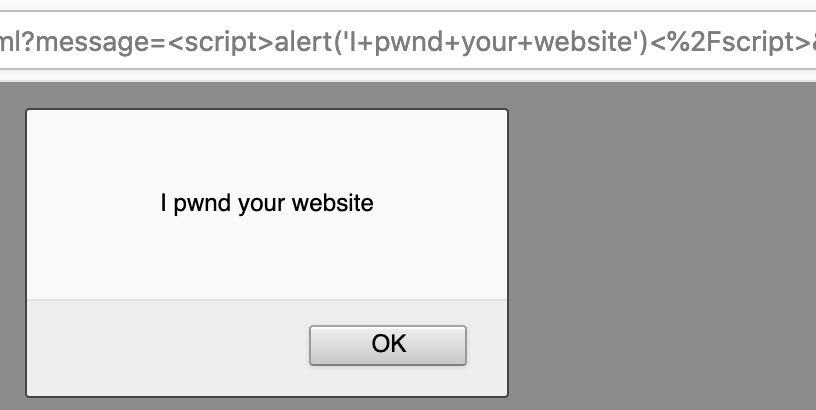 ml?message=<script>alert('I+pwnd+your+website')<%2Fscript>&
I pwnd your website
OK